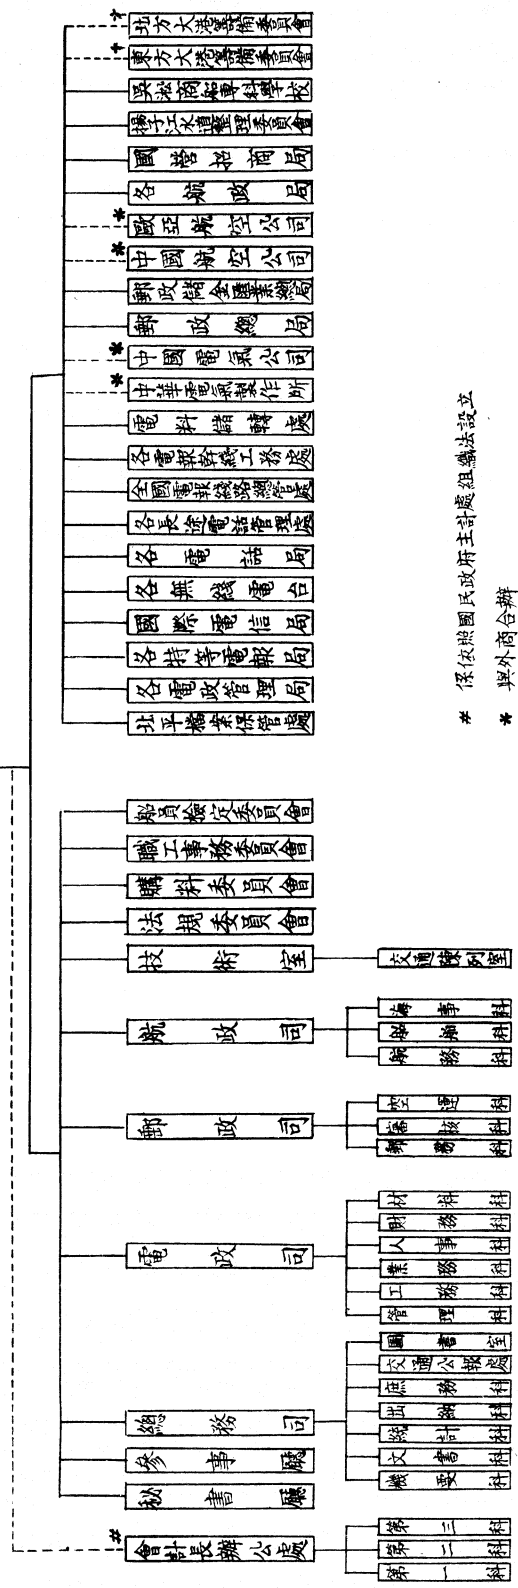 †北方大港籌備委員會
†東方大港籌備委員會
吳淞商船專科學校
揚子江水道整理委員會
國營招商局
各航政局
*歐亞航空公司
*中國航空公司
郵政儲金匯業總局
郵政總局
*中國電氣公司
*中華電氣製作所
電料儲轉處
各電報幹綫工務處
全國電報綫路總管處
各長途電話管理處
各電話局
各無綫電台
國際電信局
各特等電報局
各電政管理局
北平檔案保管處
船員檢定委員會
職工事務委員會
購料委員會
法規委員會
技術室
交通陳列室
航政司
海事科
船舶科
航務科
郵政司
空運科
審核科
郵務科
電政司
材料科
財務科
人事科
業務科
工務科
管理科
總務司
圖書室
交通公報處
庶務科
出納科
統計科
文書科
機要科
參事廳
秘書廳
#會計長辦公處
第三科
第二科
第一科
# 係依照國民政府主計處組織法設立
* 與外商合辦